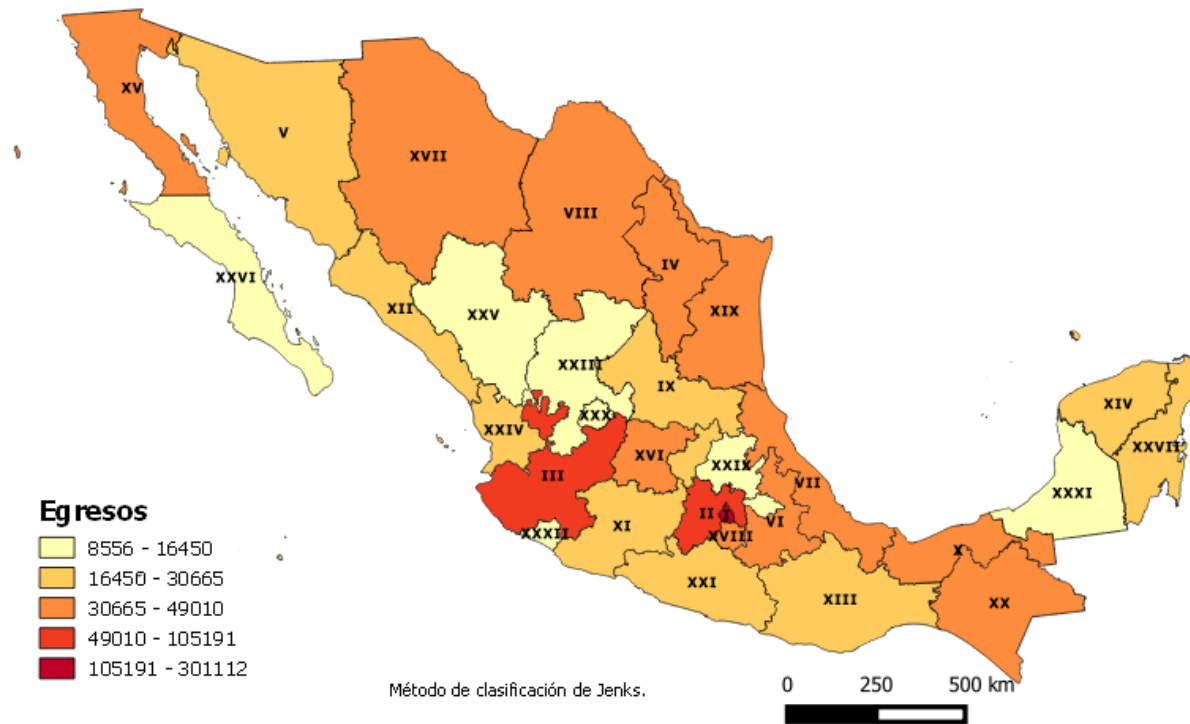 XV
V
XVII
VIII
IV
XXVI
XII
XIX
XXV
XXIII
IX
XXX
XXIV
XIV
XVI
XXIX
XXVII
III
VII
XXXI
II
I
VI
XXXII
XI
XVIII
X
XXI
XIII
XX
Egresos
8556 - 16450
16450 - 30665
30665 - 49010
49010 - 105191
105191 - 301112
Método de clasificación de Jenks.
0 250 500 km